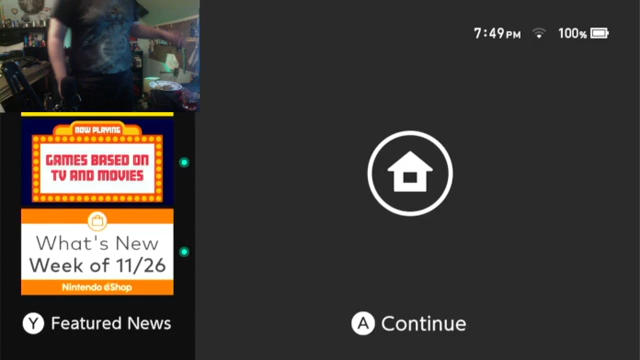 7:49PM
100%
NOW PLAYING
GAMES BASED ON
TV AND MOVIES
What's New
Week of 11/26
Nintendo eShop
Y Featured News
A Continue